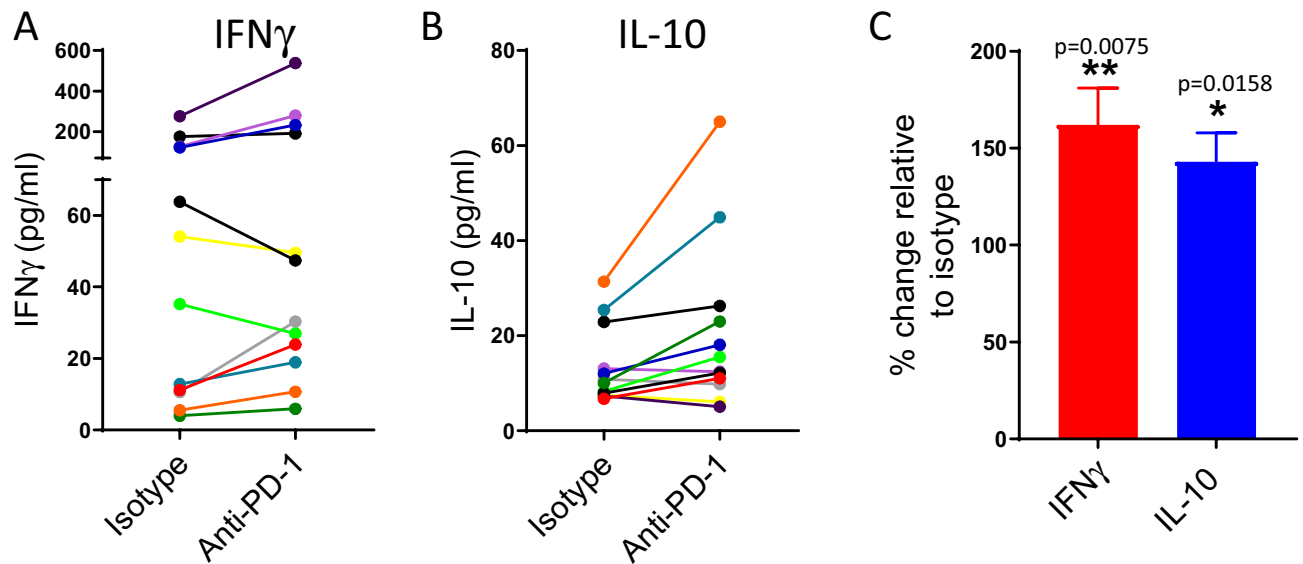 A
IFNγ
IFNγ (pg/ml)
600
400
200
60
40
20
0
Isotype
Anti-PD-1
B
IL-10
IL-10 (pg/ml)
80
60
40
20
0
Isotype
Anti-PD-1
C
% change relative
to isotype
200
150
100
50
0
p=0.0075
**
p=0.0158
*
IFNγ
IL-10